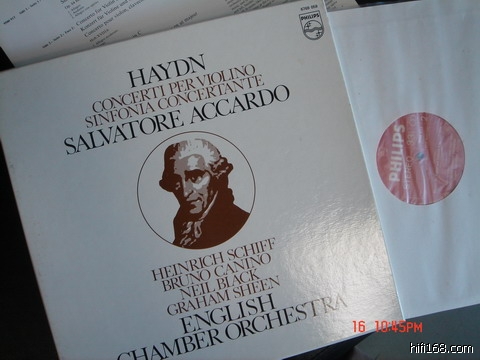 PHILIPS
HAYDN
CONCERTI PER VIOLINO
SINFONIA CONCERTANTE
SALVATORE ACCARDO
HEINRICH SCHIFF
BRUNO CANINO
NEIL BLACK
GRAHAM SHEEN
ENGLISH
CHAMBER ORCHESTRA
PHILIPS
16 10:45PM
hifi168.com